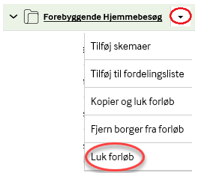 Forebyggende Hjemmebesøg
Tilføj skemaer
Tilføj til fordelingsliste
Kopier og luk forløb
Fjern borger fra forløb
Luk forløb